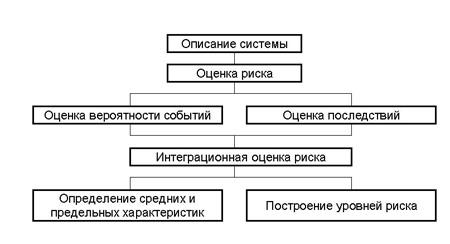 Описание системы
Оценка риска
Оценка вероятности событий
Оценка последствий
Интеграционная оценка риска
Определение средних и
предельных характеристик
Построение уровней риска